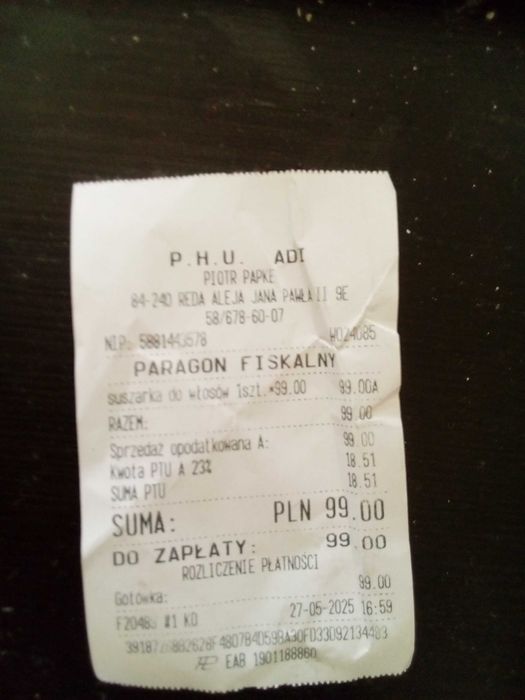 P.H.U. ADI
PIOTR PAPKE
84-240 REDA ALEJA JANA PAWŁA II 9E
58/678-60-07
NIP: 5881443578 W024085
PARAGON FISKALNY
suszarka do włosów 1szt.*99.00 99.00A
RAZEM: 99.00
Sprzedaż opodatkowana A: 99.00
Kwota PTU A 23% 18.51
SUMA PTU 18.51
SUMA: PLN 99.00
DO ZAPŁATY: 99.00
ROZLICZENIE PŁATNOŚCI
Gotówka: 99.00
#1 KO 27-05-2025 16:59
EAB 1901188860